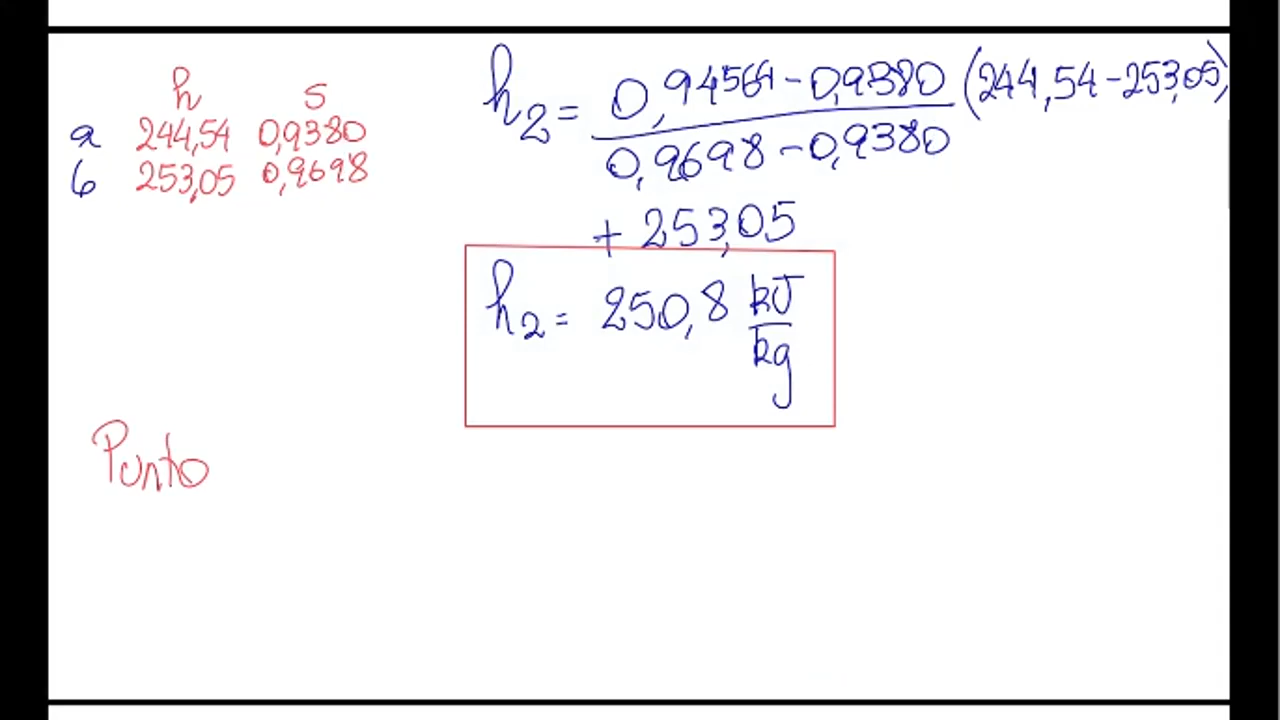 h s
a 244,54 0,9380
b 253,05 0,9698
h₂ = (0,94564 - 0,9380) / (0,9698 - 0,9380) (244,54 - 253,05)
+ 253,05
h₂ = 250,8 kJ/kg
Punto